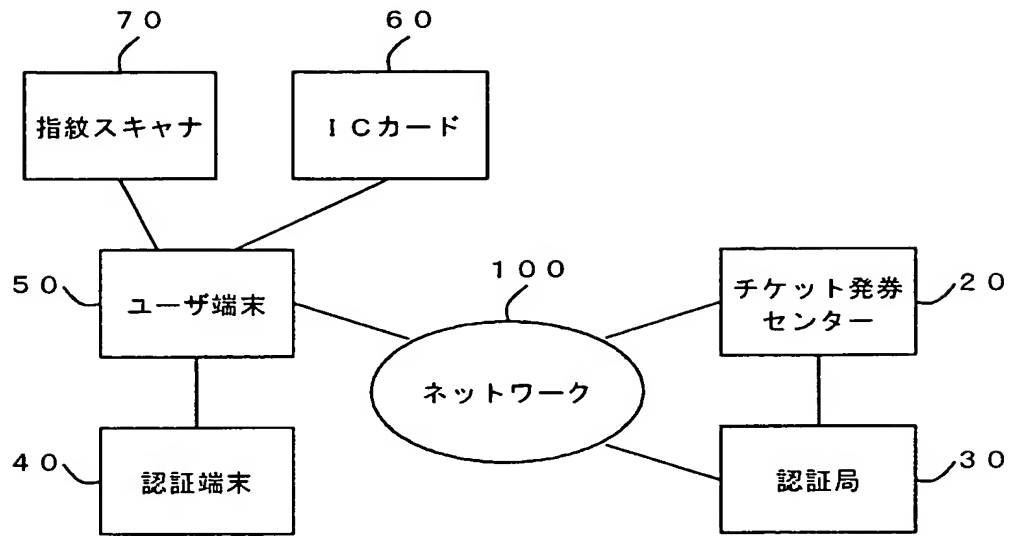 ７０
６０
指紋スキャナ
ＩＣカード
５０
ユーザ端末
１００
チケット発券
センター
２０
ネットワーク
４０
認証端末
認証局
３０